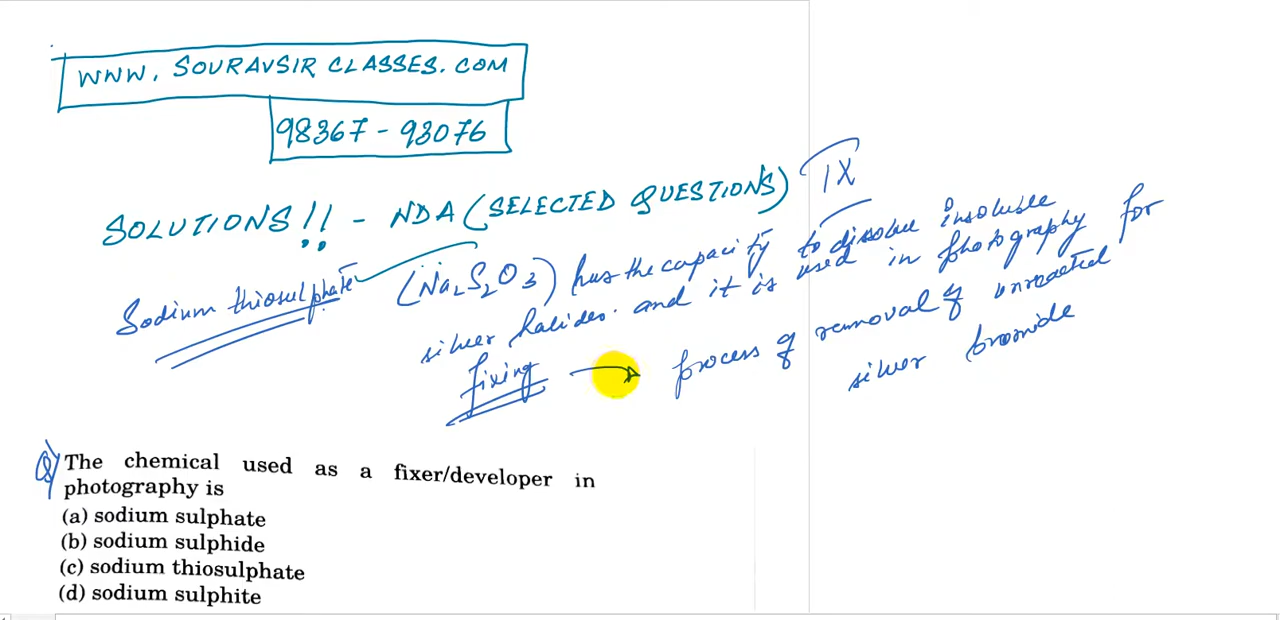 WWW. SOURAVSIR CLASSES. COM
98367 - 93076
SOLUTIONS!! - NDA (SELECTED QUESTIONS) IX
Sodium thiosulphate (Na2S2O3) has the capacity to dissolve insoluble
silver halides. and it is used in photography for
fixing → process of removal of unreacted
silver bromide
Q) The chemical used as a fixer/developer in
photography is
(a) sodium sulphate
(b) sodium sulphide
(c) sodium thiosulphate
(d) sodium sulphite